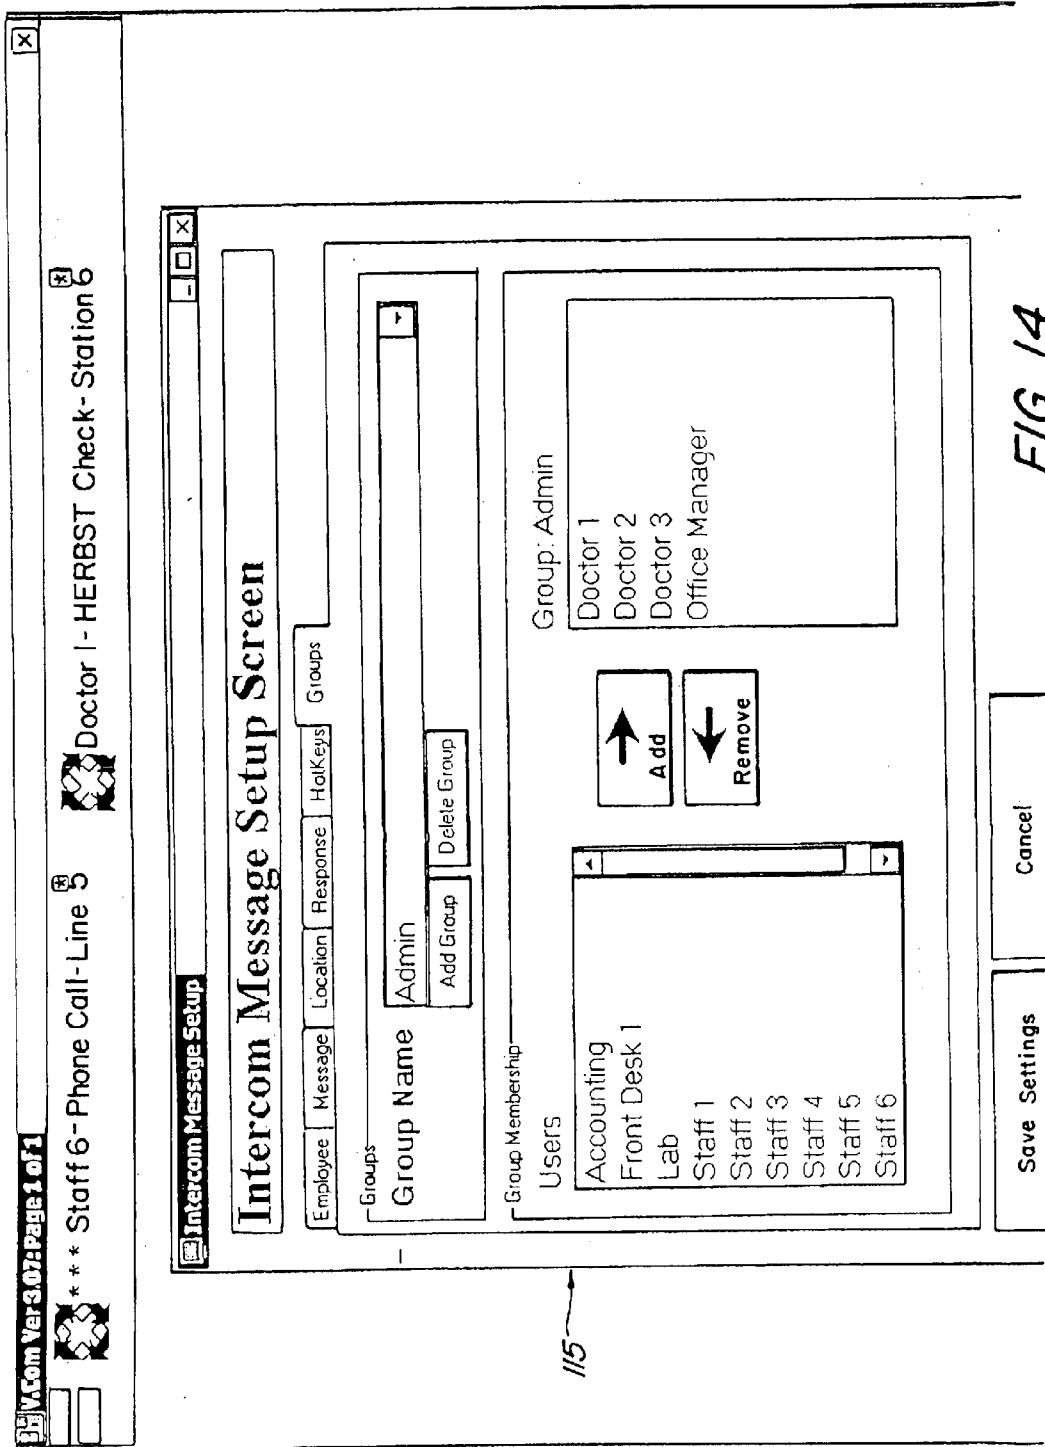 V.Com Ver3.07: Page 1 of 1
*** Staff 6-Phone Call-Line 5
Doctor 1-HERBST Check-Station 6
Intercom Message Setup
Intercom Message Setup Screen
Employee Message Location Response HotKeys Groups
Groups
Group Name Admin
Add Group Delete Group
Group Membership
Users
Accounting
Front Desk 1
Lab
Staff 1
Staff 2
Staff 3
Staff 4
Staff 5
Staff 6
Add
Remove
Group: Admin
Doctor 1
Doctor 2
Doctor 3
Office Manager
Save Settings Cancel
115
FIG. 14